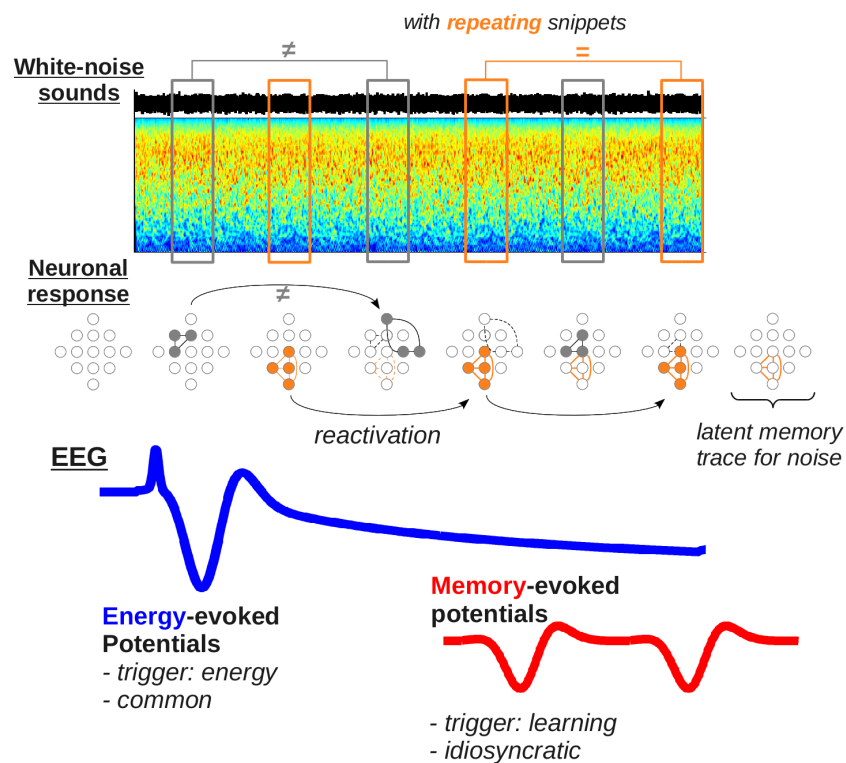 with repeating snippets
≠
=
White-noise
sounds
Neuronal
response
≠
reactivation
latent memory
trace for noise
EEG
Energy-evoked
Potentials
- trigger: energy
- common
Memory-evoked
potentials
- trigger: learning
- idiosyncratic